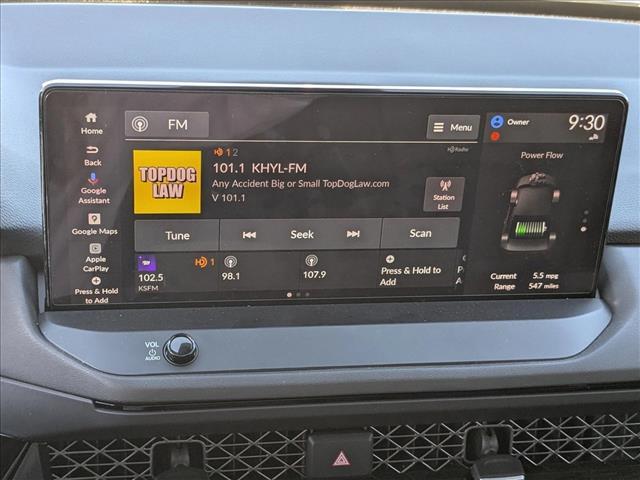 Home
FM
Menu
Owner
9:30
Back
1 2
HD Radio
Power Flow
TOPDOG
LAW
101.1 KHYL-FM
Any Accident Big or Small TopDogLaw.com
V 101.1
Station
List
Google
Assistant
Google Maps
Tune
Seek
Scan
Apple
CarPlay
102.5
KSFM
1
98.1
107.9
Press & Hold to
Add
P
A
Press & Hold
to Add
Current
Range
5.5 mpg
547 miles
VOL
AUDIO